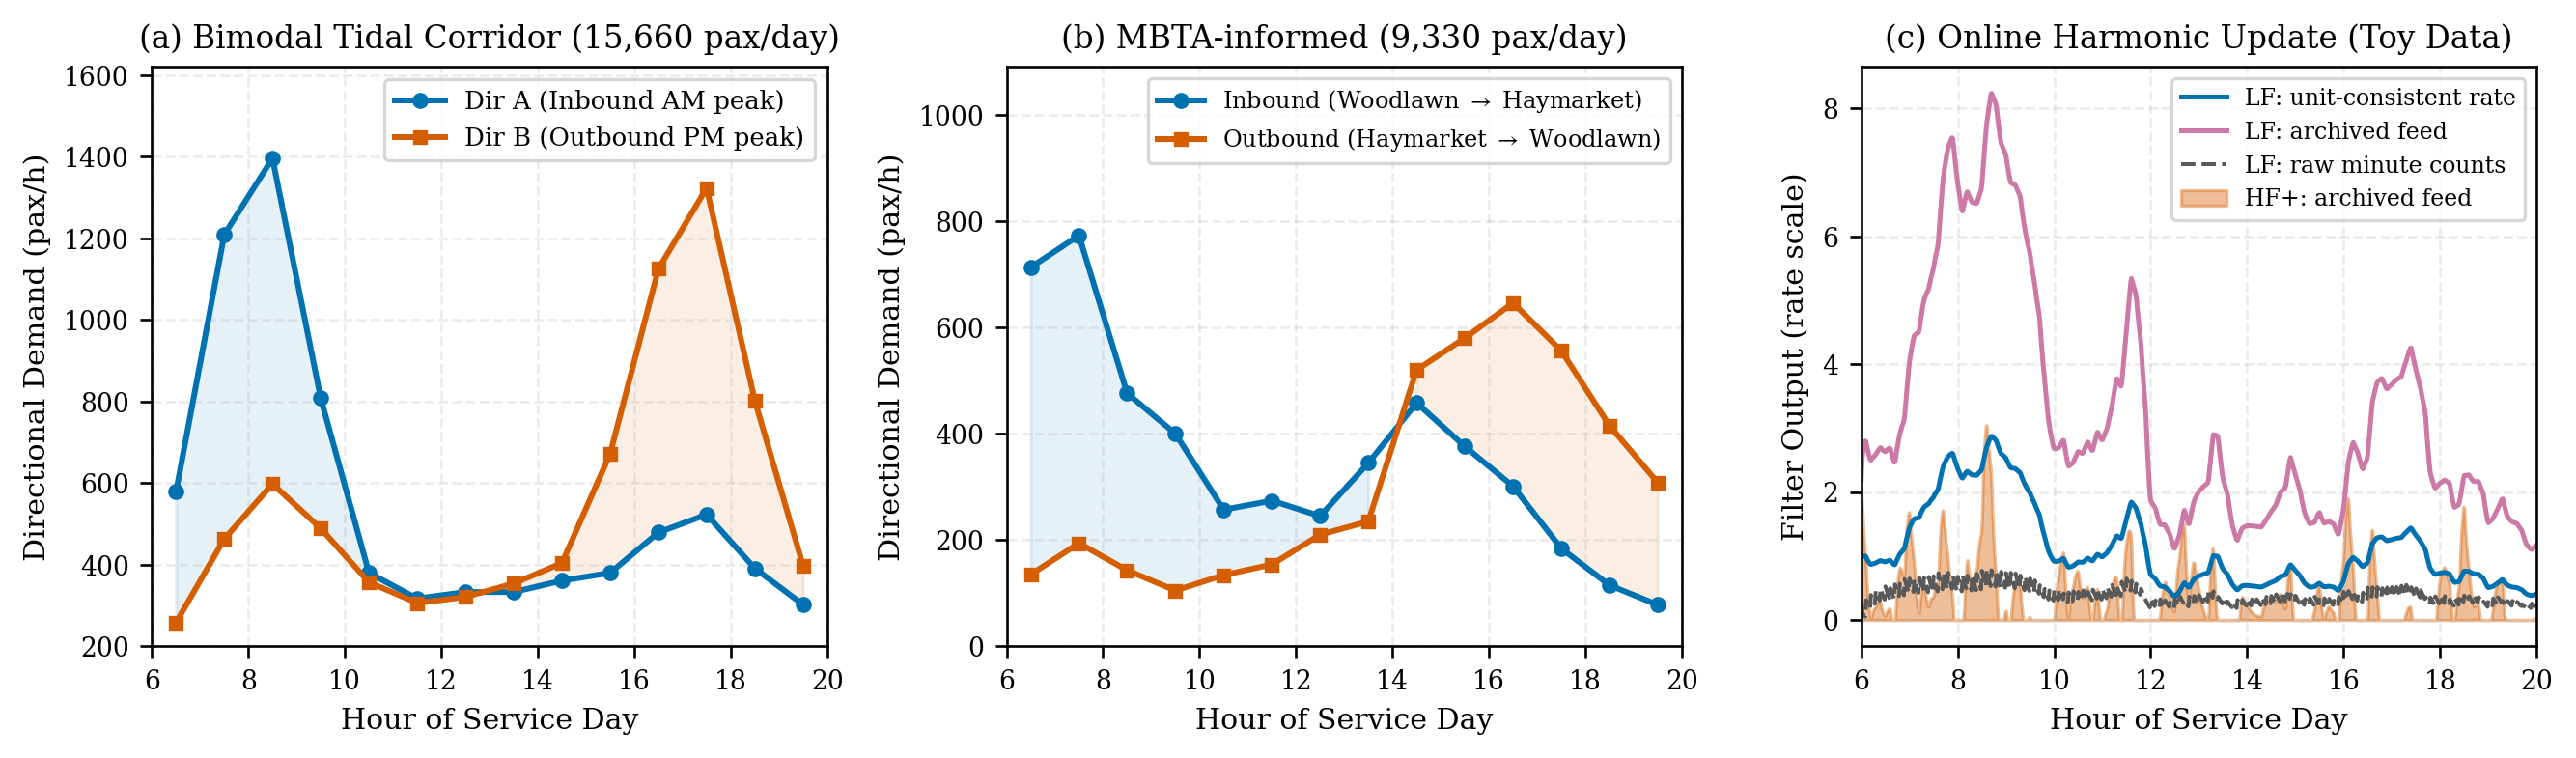 (a) Bimodal Tidal Corridor (15,660 pax/day)
Directional Demand (pax/h)
1600
1400
1200
1000
800
600
400
200
6 8 10 12 14 16 18 20
Hour of Service Day
Dir A (Inbound AM peak)
Dir B (Outbound PM peak)
(b) MBTA-informed (9,330 pax/day)
Directional Demand (pax/h)
1000
800
600
400
200
0
6 8 10 12 14 16 18 20
Hour of Service Day
Inbound (Woodlawn → Haymarket)
Outbound (Haymarket → Woodlawn)
(c) Online Harmonic Update (Toy Data)
Filter Output (rate scale)
8
6
4
2
0
6 8 10 12 14 16 18 20
Hour of Service Day
LF: unit-consistent rate
LF: archived feed
LF: raw minute counts
HF+: archived feed